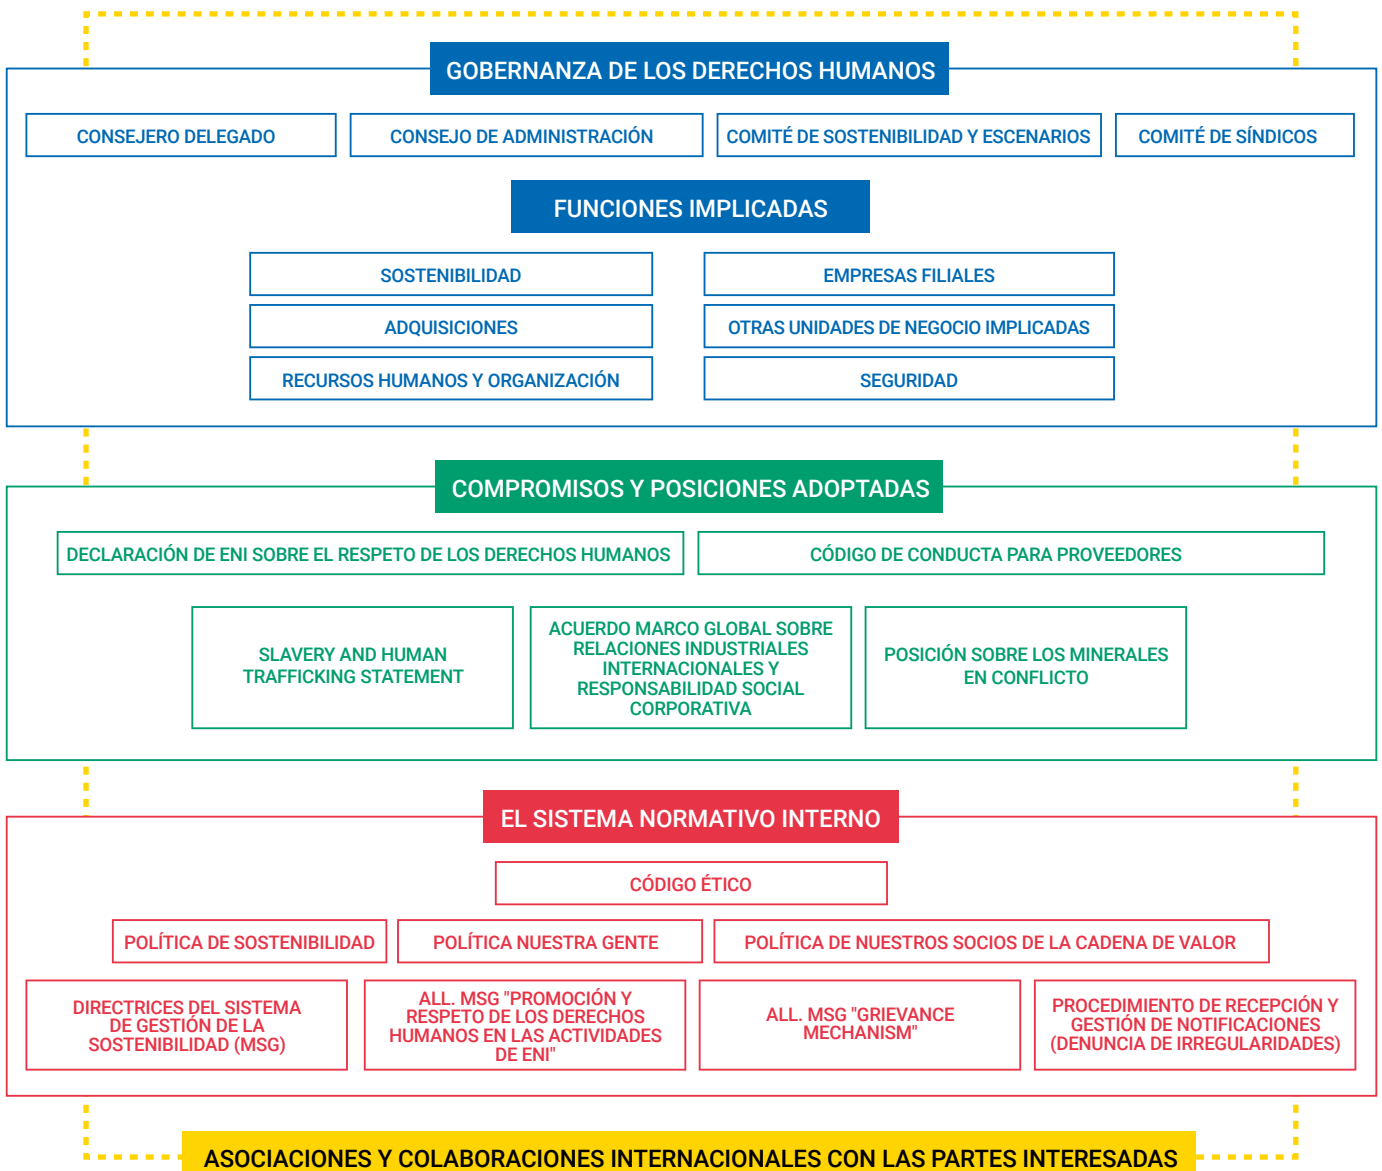 GOBERNANZA DE LOS DERECHOS HUMANOS
CONSEJERO DELEGADO
CONSEJO DE ADMINISTRACIÓN
COMITÉ DE SOSTENIBILIDAD Y ESCENARIOS
COMITÉ DE SÍNDICOS
FUNCIONES IMPLICADAS
SOSTENIBILIDAD
EMPRESAS FILIALES
ADQUISICIONES
OTRAS UNIDADES DE NEGOCIO IMPLICADAS
RECURSOS HUMANOS Y ORGANIZACIÓN
SEGURIDAD
COMPROMISOS Y POSICIONES ADOPTADAS
DECLARACIÓN DE ENI SOBRE EL RESPETO DE LOS DERECHOS HUMANOS
CÓDIGO DE CONDUCTA PARA PROVEEDORES
SLAVERY AND HUMAN
TRAFFICKING STATEMENT
ACUERDO MARCO GLOBAL SOBRE
RELACIONES INDUSTRIALES
INTERNACIONALES Y
RESPONSABILIDAD SOCIAL
CORPORATIVA
POSICIÓN SOBRE LOS MINERALES
EN CONFLICTO
EL SISTEMA NORMATIVO INTERNO
CÓDIGO ÉTICO
POLÍTICA DE SOSTENIBILIDAD
POLÍTICA NUESTRA GENTE
POLÍTICA DE NUESTROS SOCIOS DE LA CADENA DE VALOR
DIRECTRICES DEL SISTEMA
DE GESTIÓN DE LA
SOSTENIBILIDAD (MSG)
ALL. MSG "PROMOCIÓN Y
RESPETO DE LOS DERECHOS
HUMANOS EN LAS ACTIVIDADES
DE ENI"
ALL. MSG "GRIEVANCE
MECHANISM"
PROCEDIMIENTO DE RECEPCIÓN Y
GESTIÓN DE NOTIFICACIONES
(DENUNCIA DE IRREGULARIDADES)
ASOCIACIONES Y COLABORACIONES INTERNACIONALES CON LAS PARTES INTERESADAS